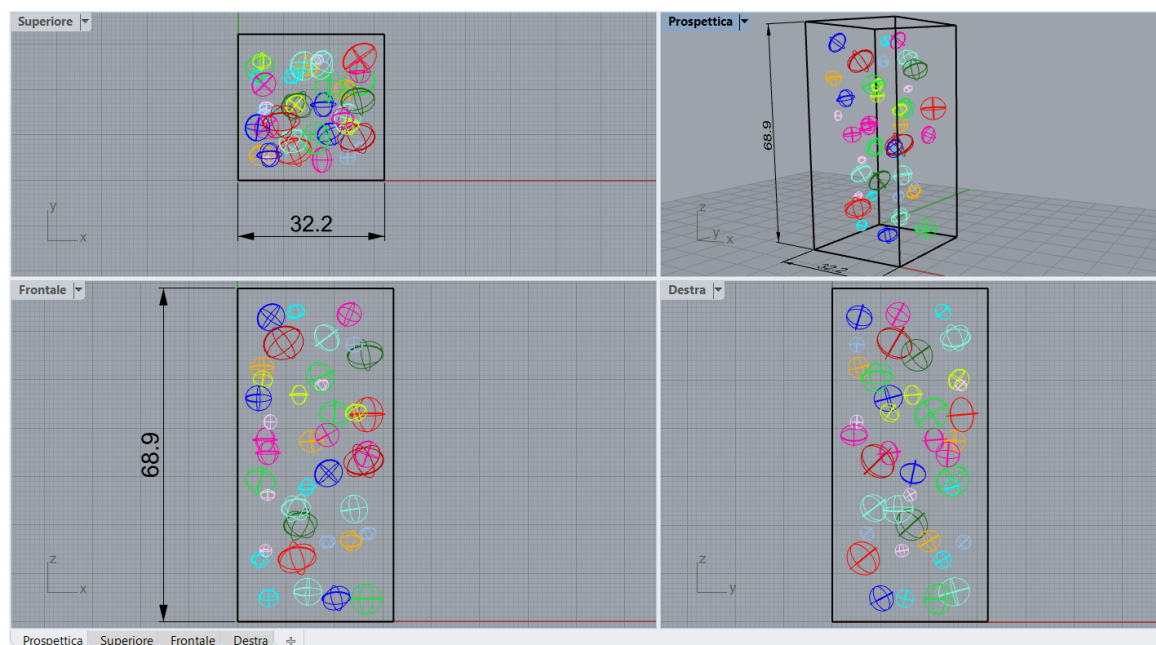 Superiore
32.2
y
x
Prospettica
68.9
32.2
z
y
x
Frontale
68.9
z
x
Destra
z
y
Prospettica Superiore Frontale Destra